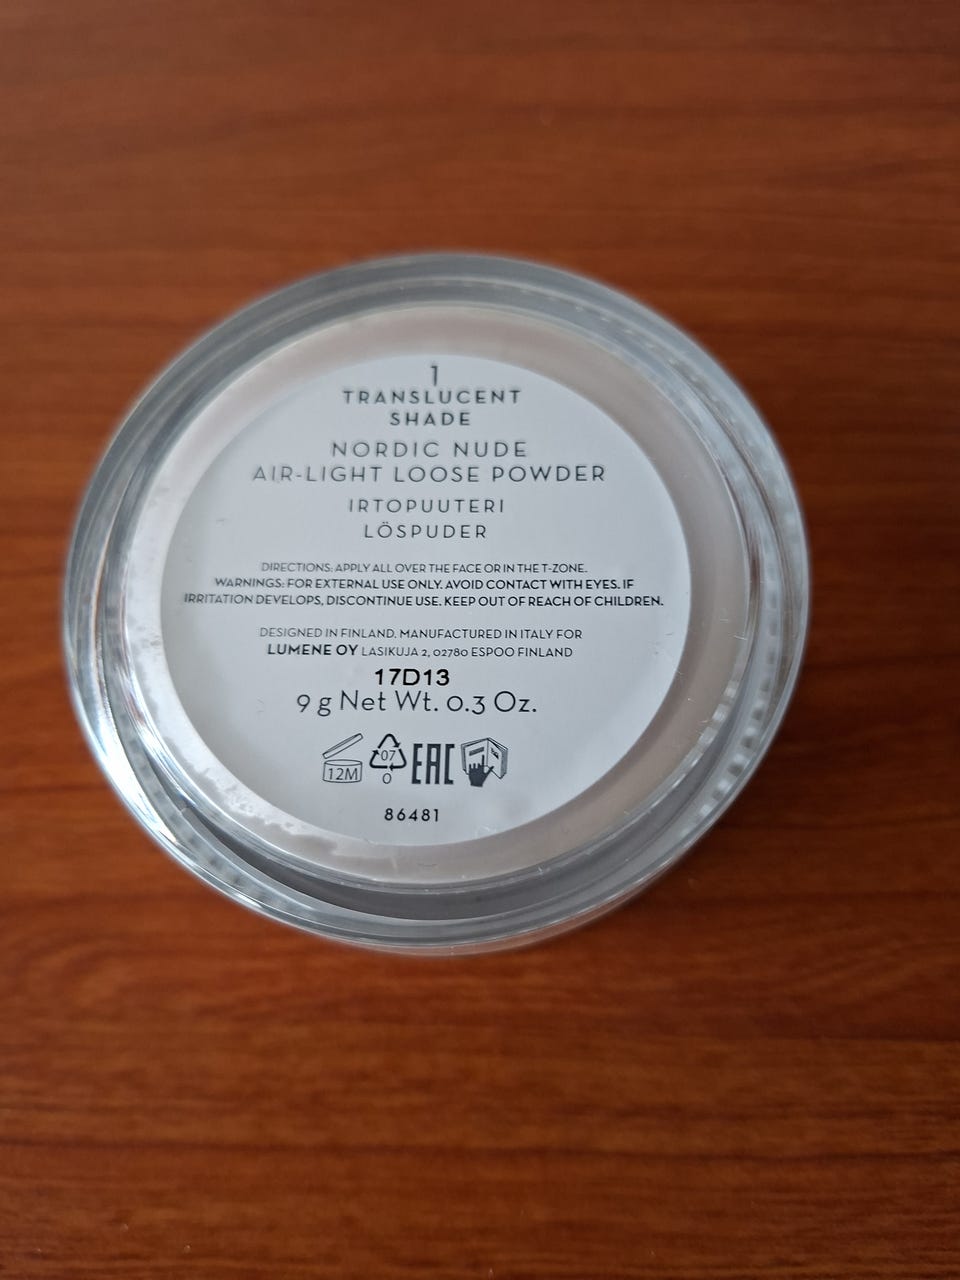 1
TRANSLUCENT
SHADE
NORDIC NUDE
AIR-LIGHT LOOSE POWDER
IRTOPUUTERI
LÖSPUDER
DIRECTIONS: APPLY ALL OVER THE FACE OR IN THE T-ZONE.
WARNINGS: FOR EXTERNAL USE ONLY. AVOID CONTACT WITH EYES. IF
IRRITATION DEVELOPS, DISCONTINUE USE. KEEP OUT OF REACH OF CHILDREN.
DESIGNED IN FINLAND. MANUFACTURED IN ITALY FOR
LUMENE OY LASIKUJA 2, 02780 ESPOO FINLAND
17D13
9 g Net Wt. 0.3 Oz.
12M 07 O EAC
86481